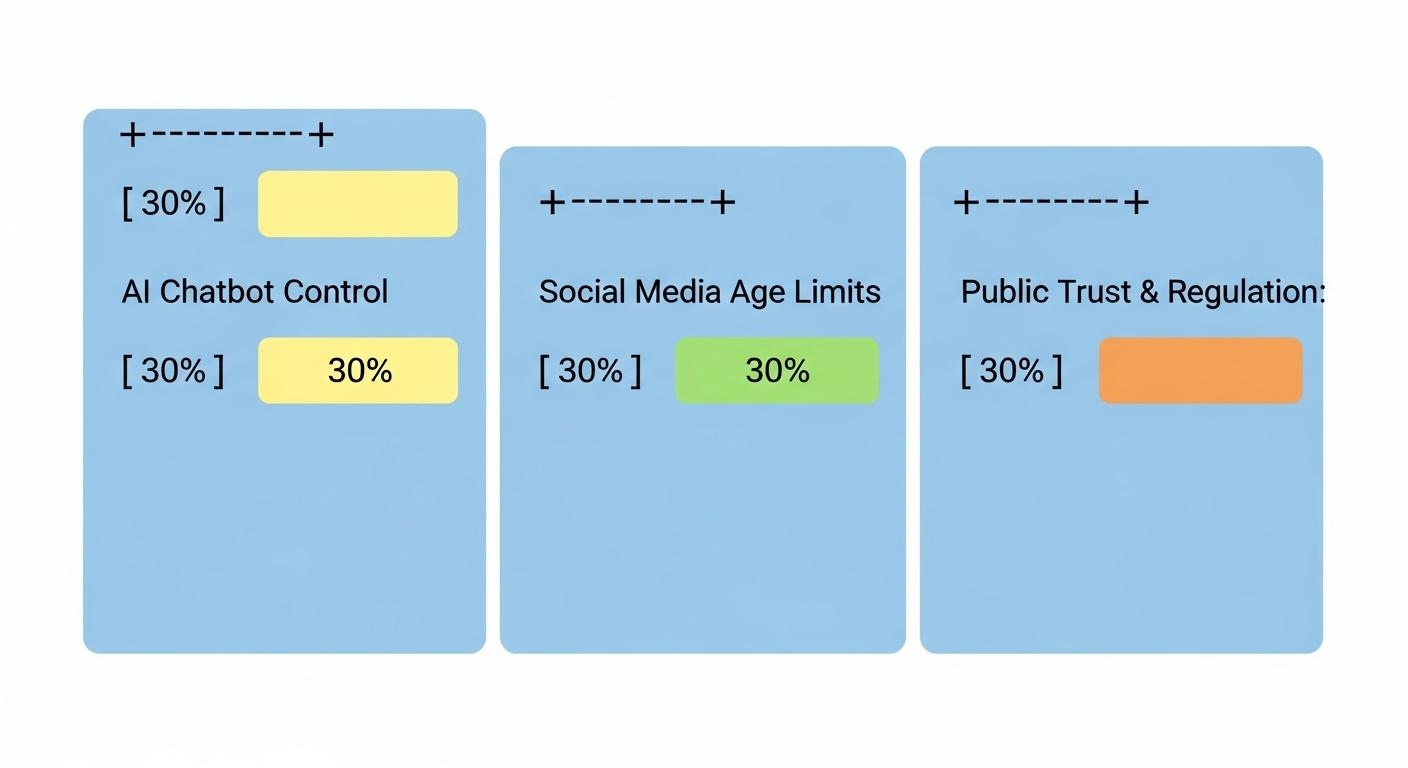 +---------+
[ 30% ]
AI Chatbot Control
[ 30% ] 30%
+--------+
Social Media Age Limits
[ 30% ] 30%
+--------+
Public Trust & Regulation:
[ 30% ]